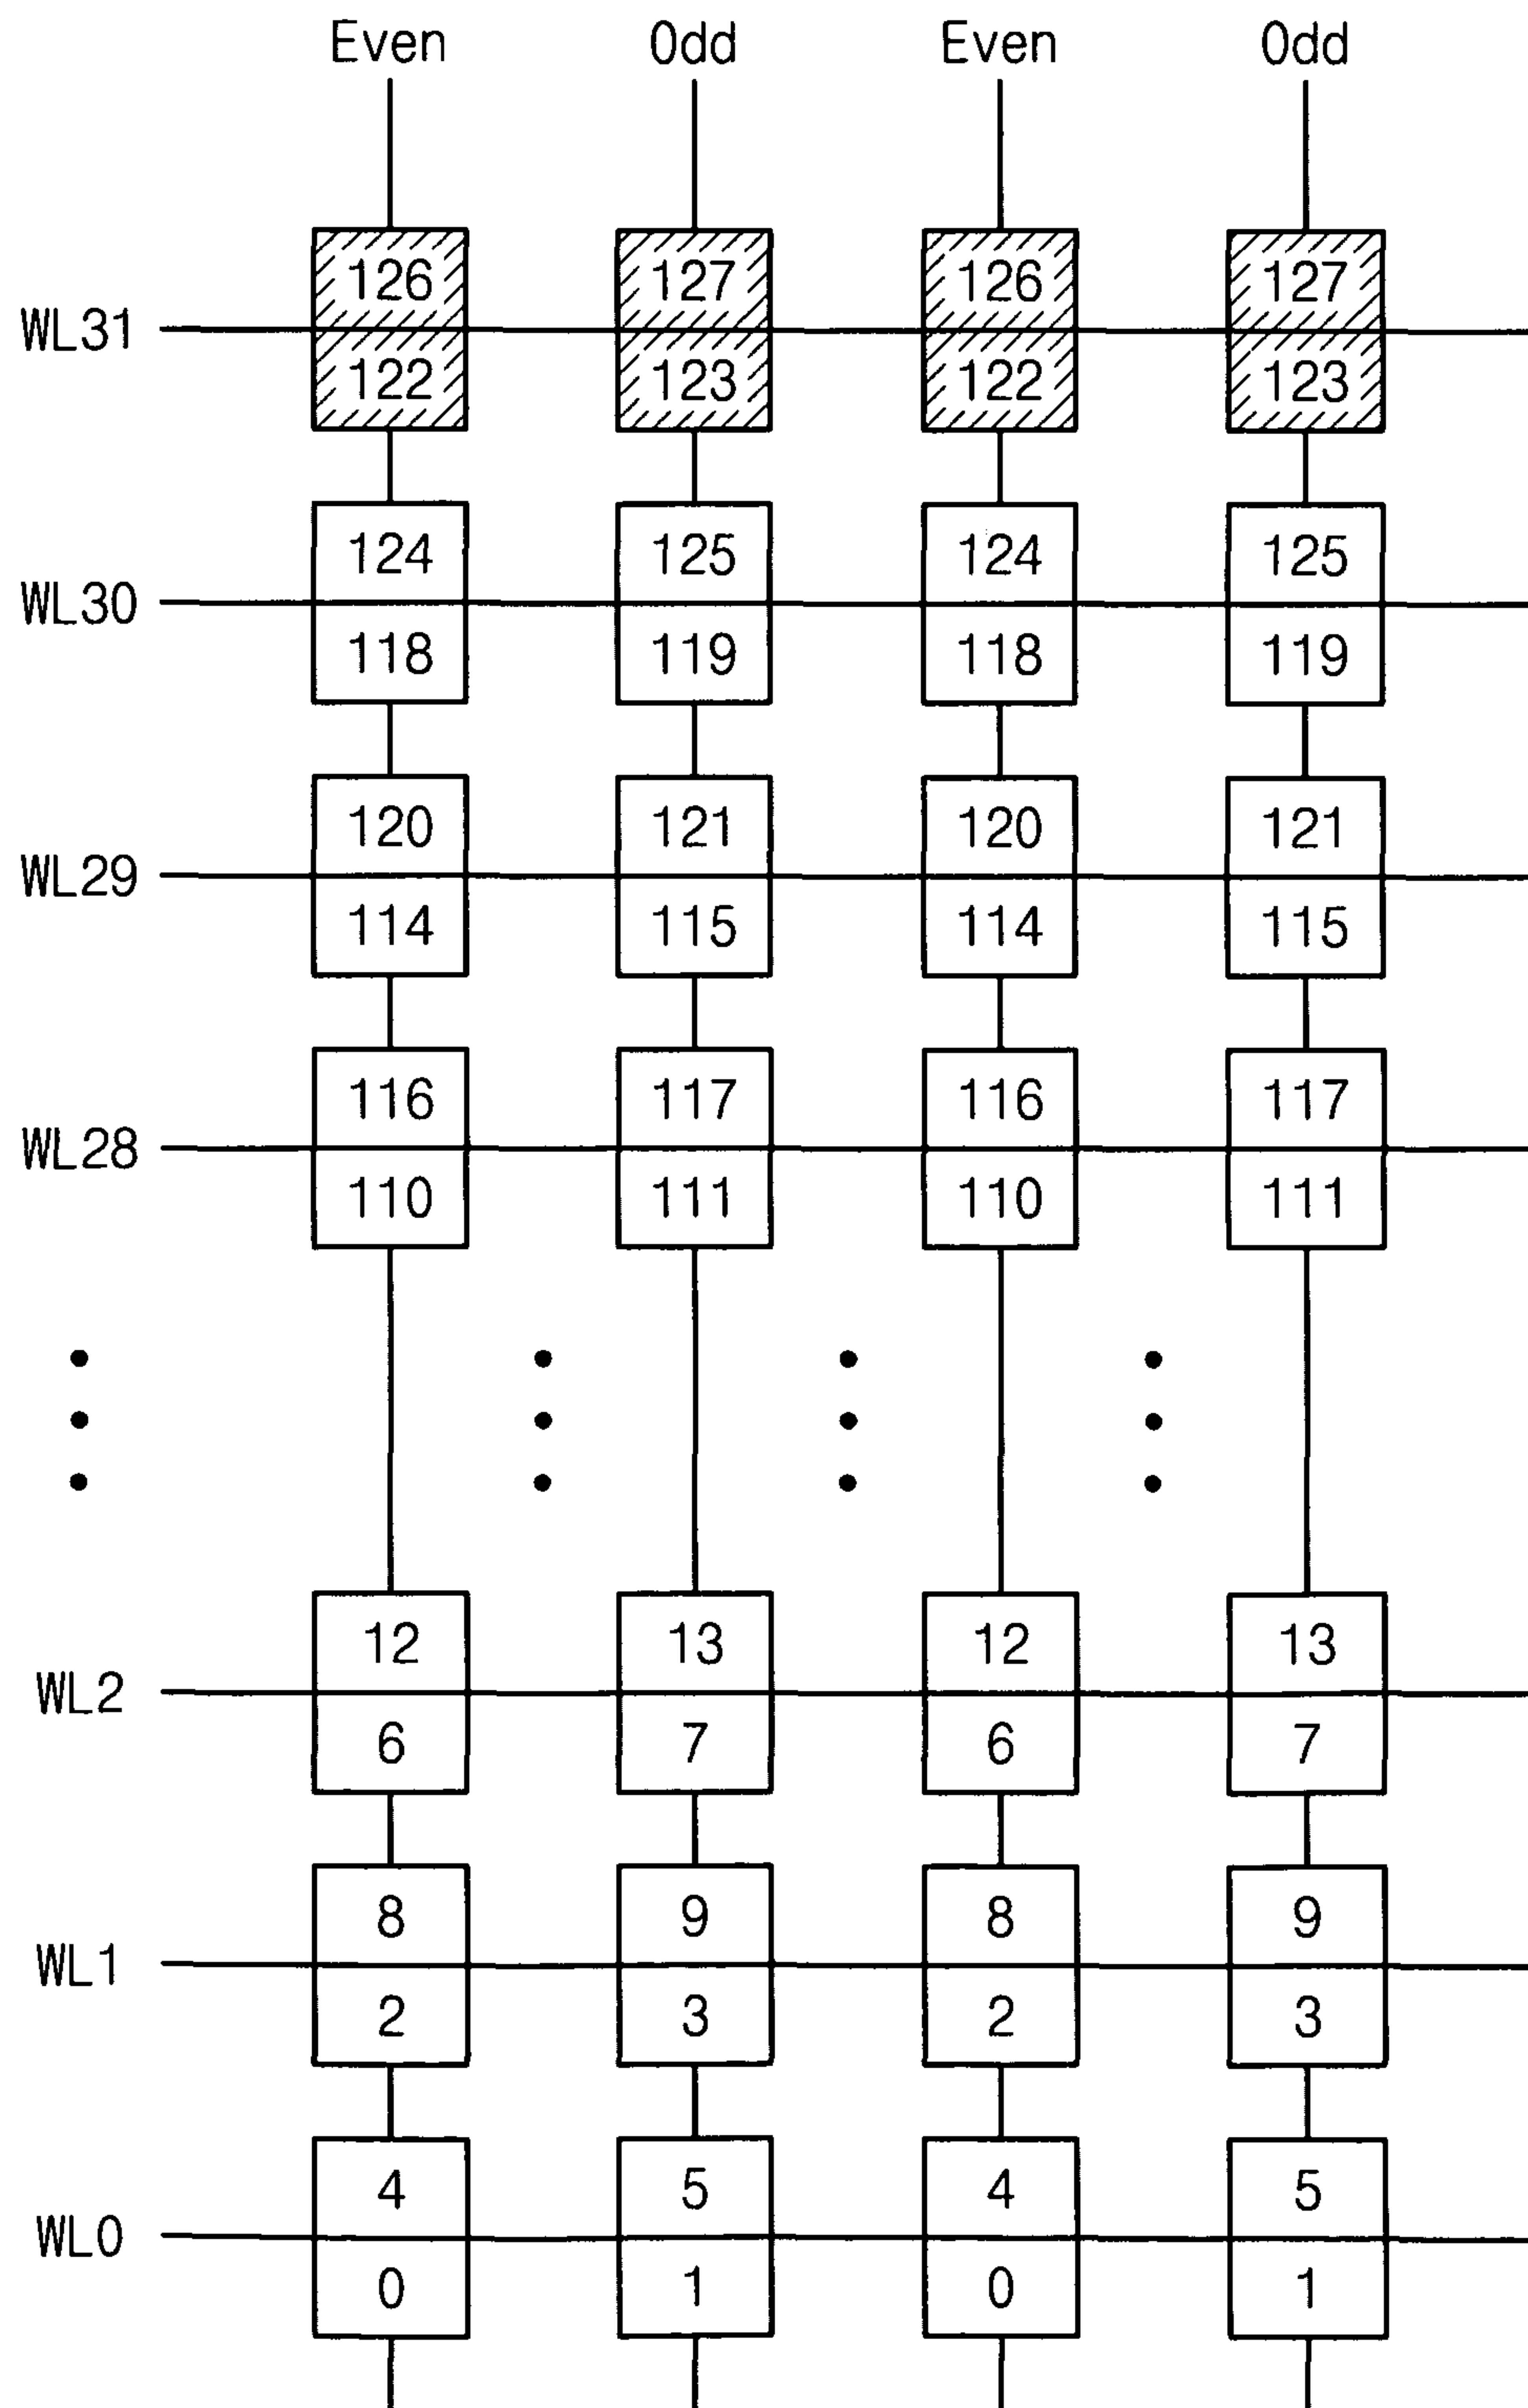 Even Odd Even Odd
126 127 126 127
WL31
122 123 122 123
124 125 124 125
WL30
118 119 118 119
120 121 120 121
WL29
114 115 114 115
116 117 116 117
WL28
110 111 110 111
12 13 12 13
WL2
6 7 6 7
8 9 8 9
WL1
2 3 2 3
4 5 4 5
WL0
0 1 0 1